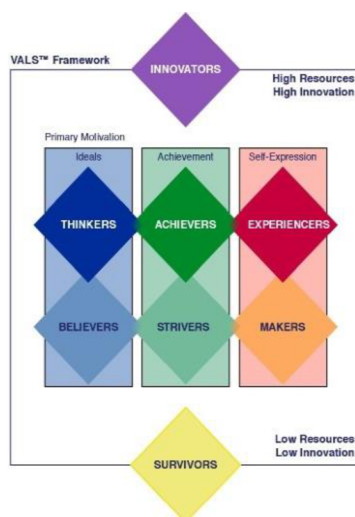 VALS™ Framework
INNOVATORS
High Resources
High Innovation
Primary Motivation
Ideals
Achievement
Self-Expression
THINKERS
ACHIEVERS
EXPERIENCERS
BELIEVERS
STRIVERS
MAKERS
Low Resources
Low Innovation
SURVIVORS